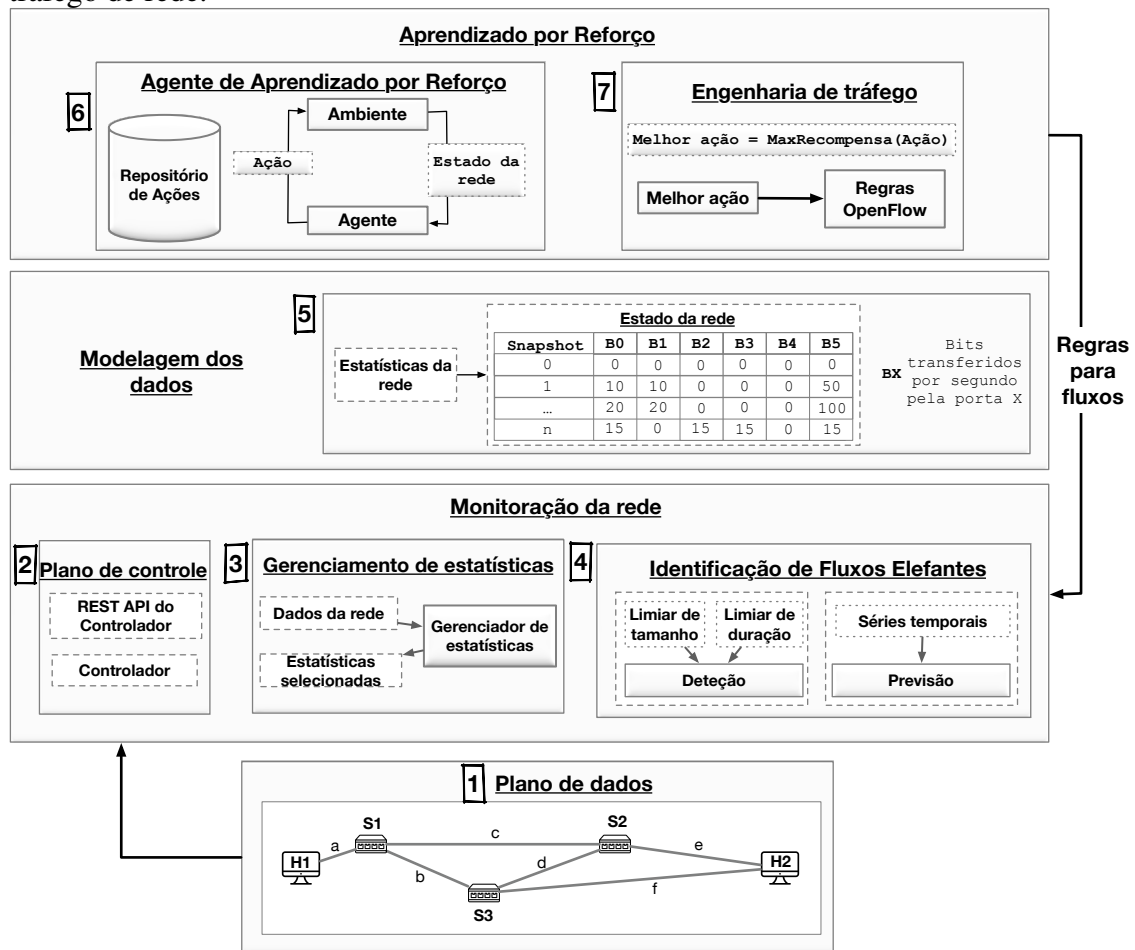 tráfego de rede.
Aprendizado por Reforço
6
Agente de Aprendizado por Reforço
Repositório
de Ações
Ambiente
Ação
Estado da
rede
Agente
7
Engenharia de tráfego
Melhor ação = MaxRecompensa(Ação)
Melhor ação
Regras
OpenFlow
Modelagem dos
dados
5
Estatísticas da
rede
Estado da rede
Snapshot B0 B1 B2 B3 B4 B5
0 0 0 0 0 0 0
1 10 10 0 0 0 50
… 20 20 0 0 0 100
n 15 0 15 15 0 15
BX
Bits
transferidos
por segundo
pela porta X
Regras
para
fluxos
Monitoração da rede
2
Plano de controle
REST API do
Controlador
Controlador
3
Gerenciamento de estatísticas
Dados da rede
Estatísticas
selecionadas
Gerenciador de
estatísticas
4
Identificação de Fluxos Elefantes
Limiar de
tamanho
Limiar de
duração
Deteção
Séries temporais
Previsão
1
Plano de dados
H1
a
S1
c
b
S3
d
S2
e
f
H2